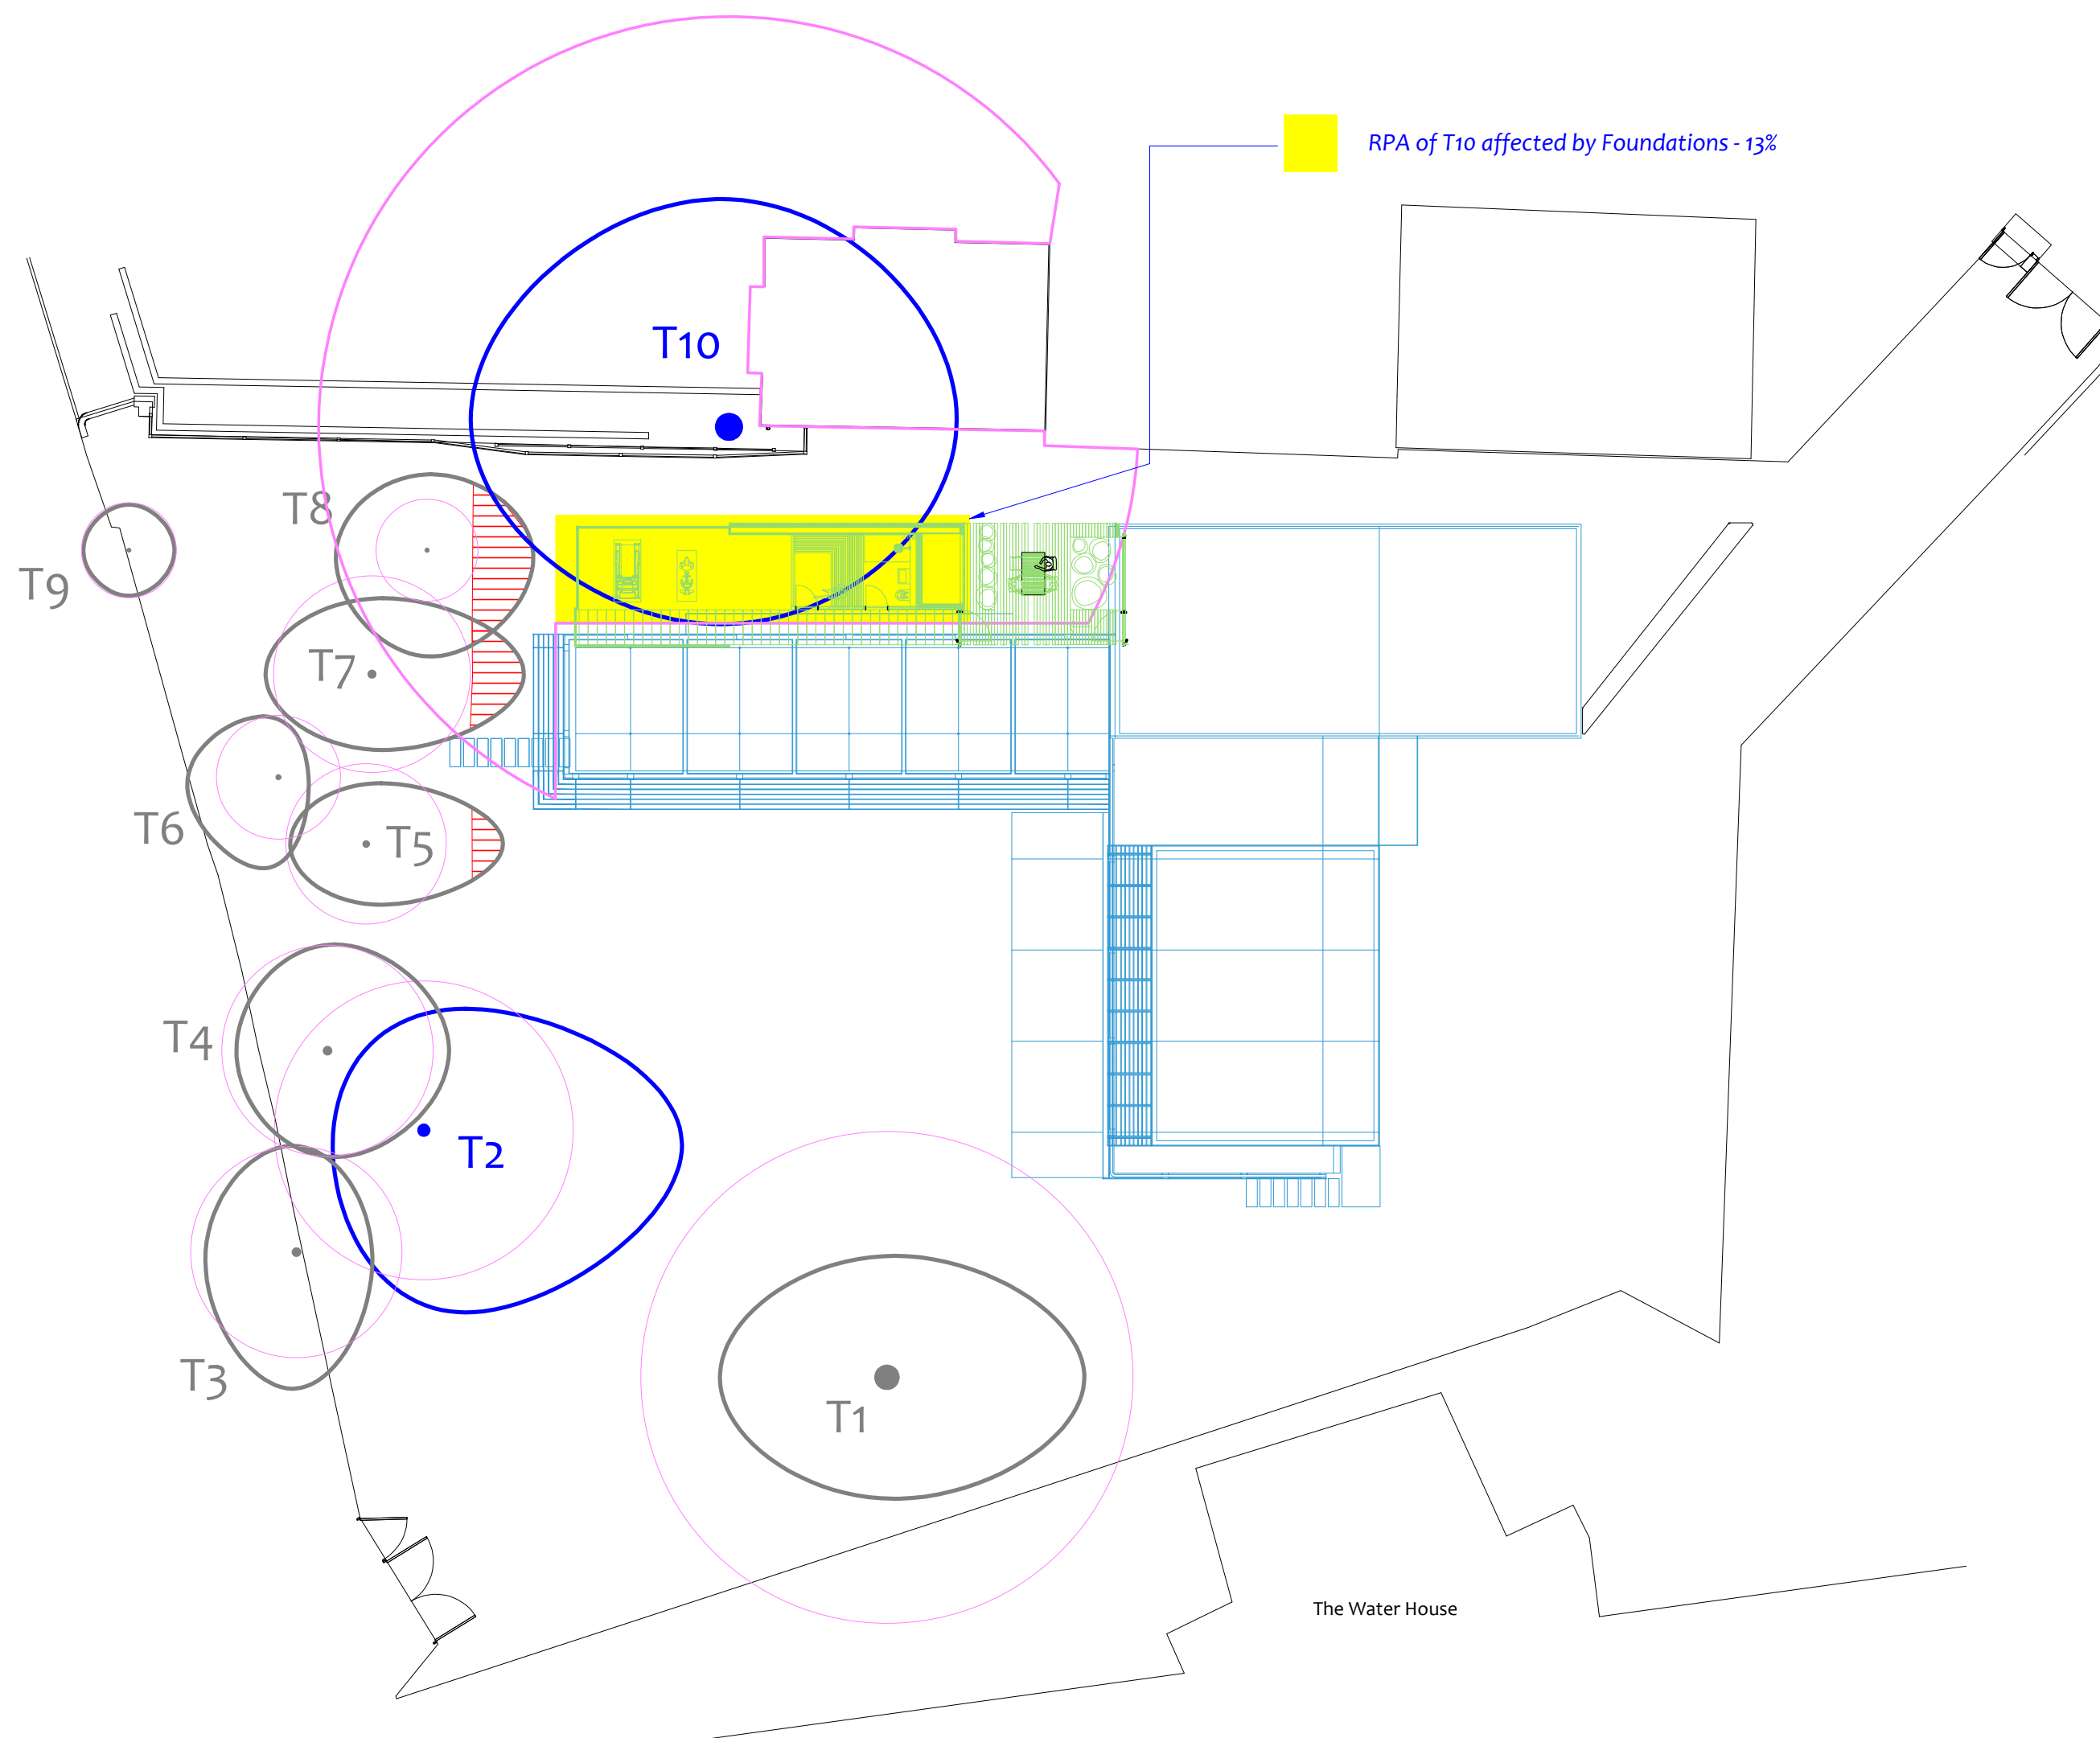 RPA of T10 affected by Foundations - 13%
T10
T8
T9
T7
T6
T5
T4
T2
T3
T1
The Water House